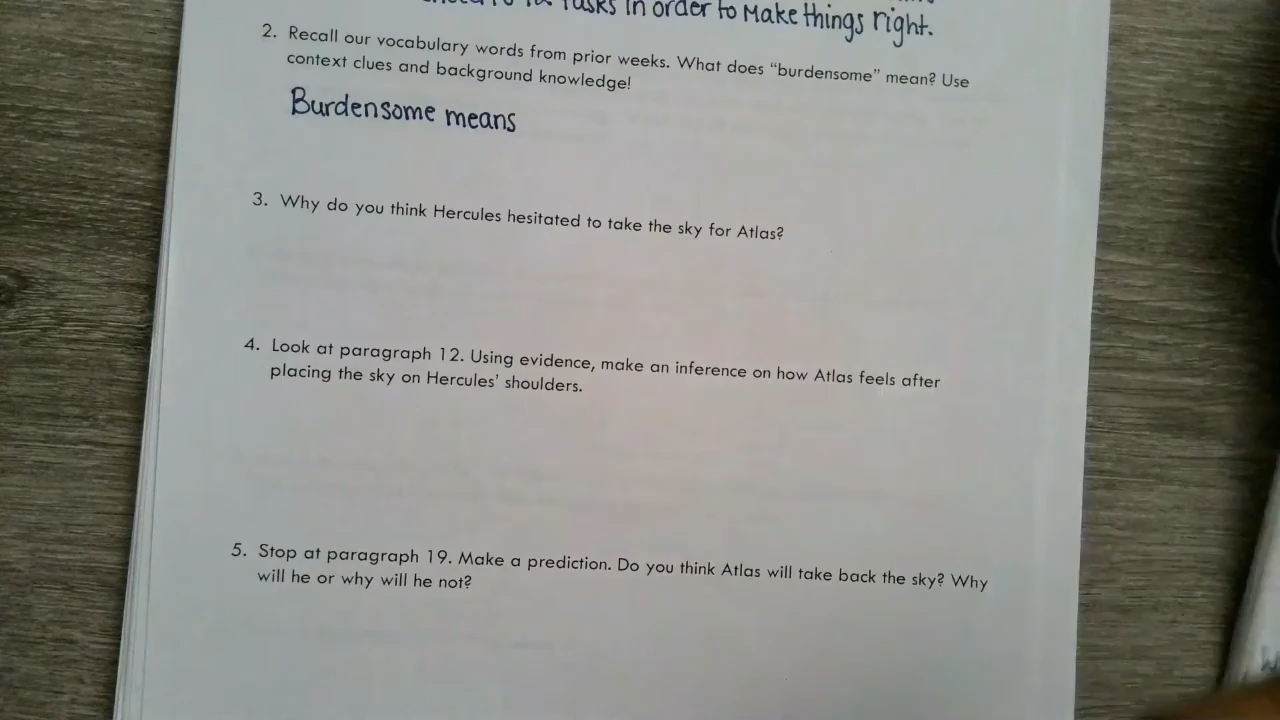 Tasks in order to Make things right.
2. Recall our vocabulary words from prior weeks. What does “burdensome” mean? Use
context clues and background knowledge!
Burdensome means
3. Why do you think Hercules hesitated to take the sky for Atlas?
4. Look at paragraph 12. Using evidence, make an inference on how Atlas feels after
placing the sky on Hercules’ shoulders.
5. Stop at paragraph 19. Make a prediction. Do you think Atlas will take back the sky? Why
will he or why will he not?